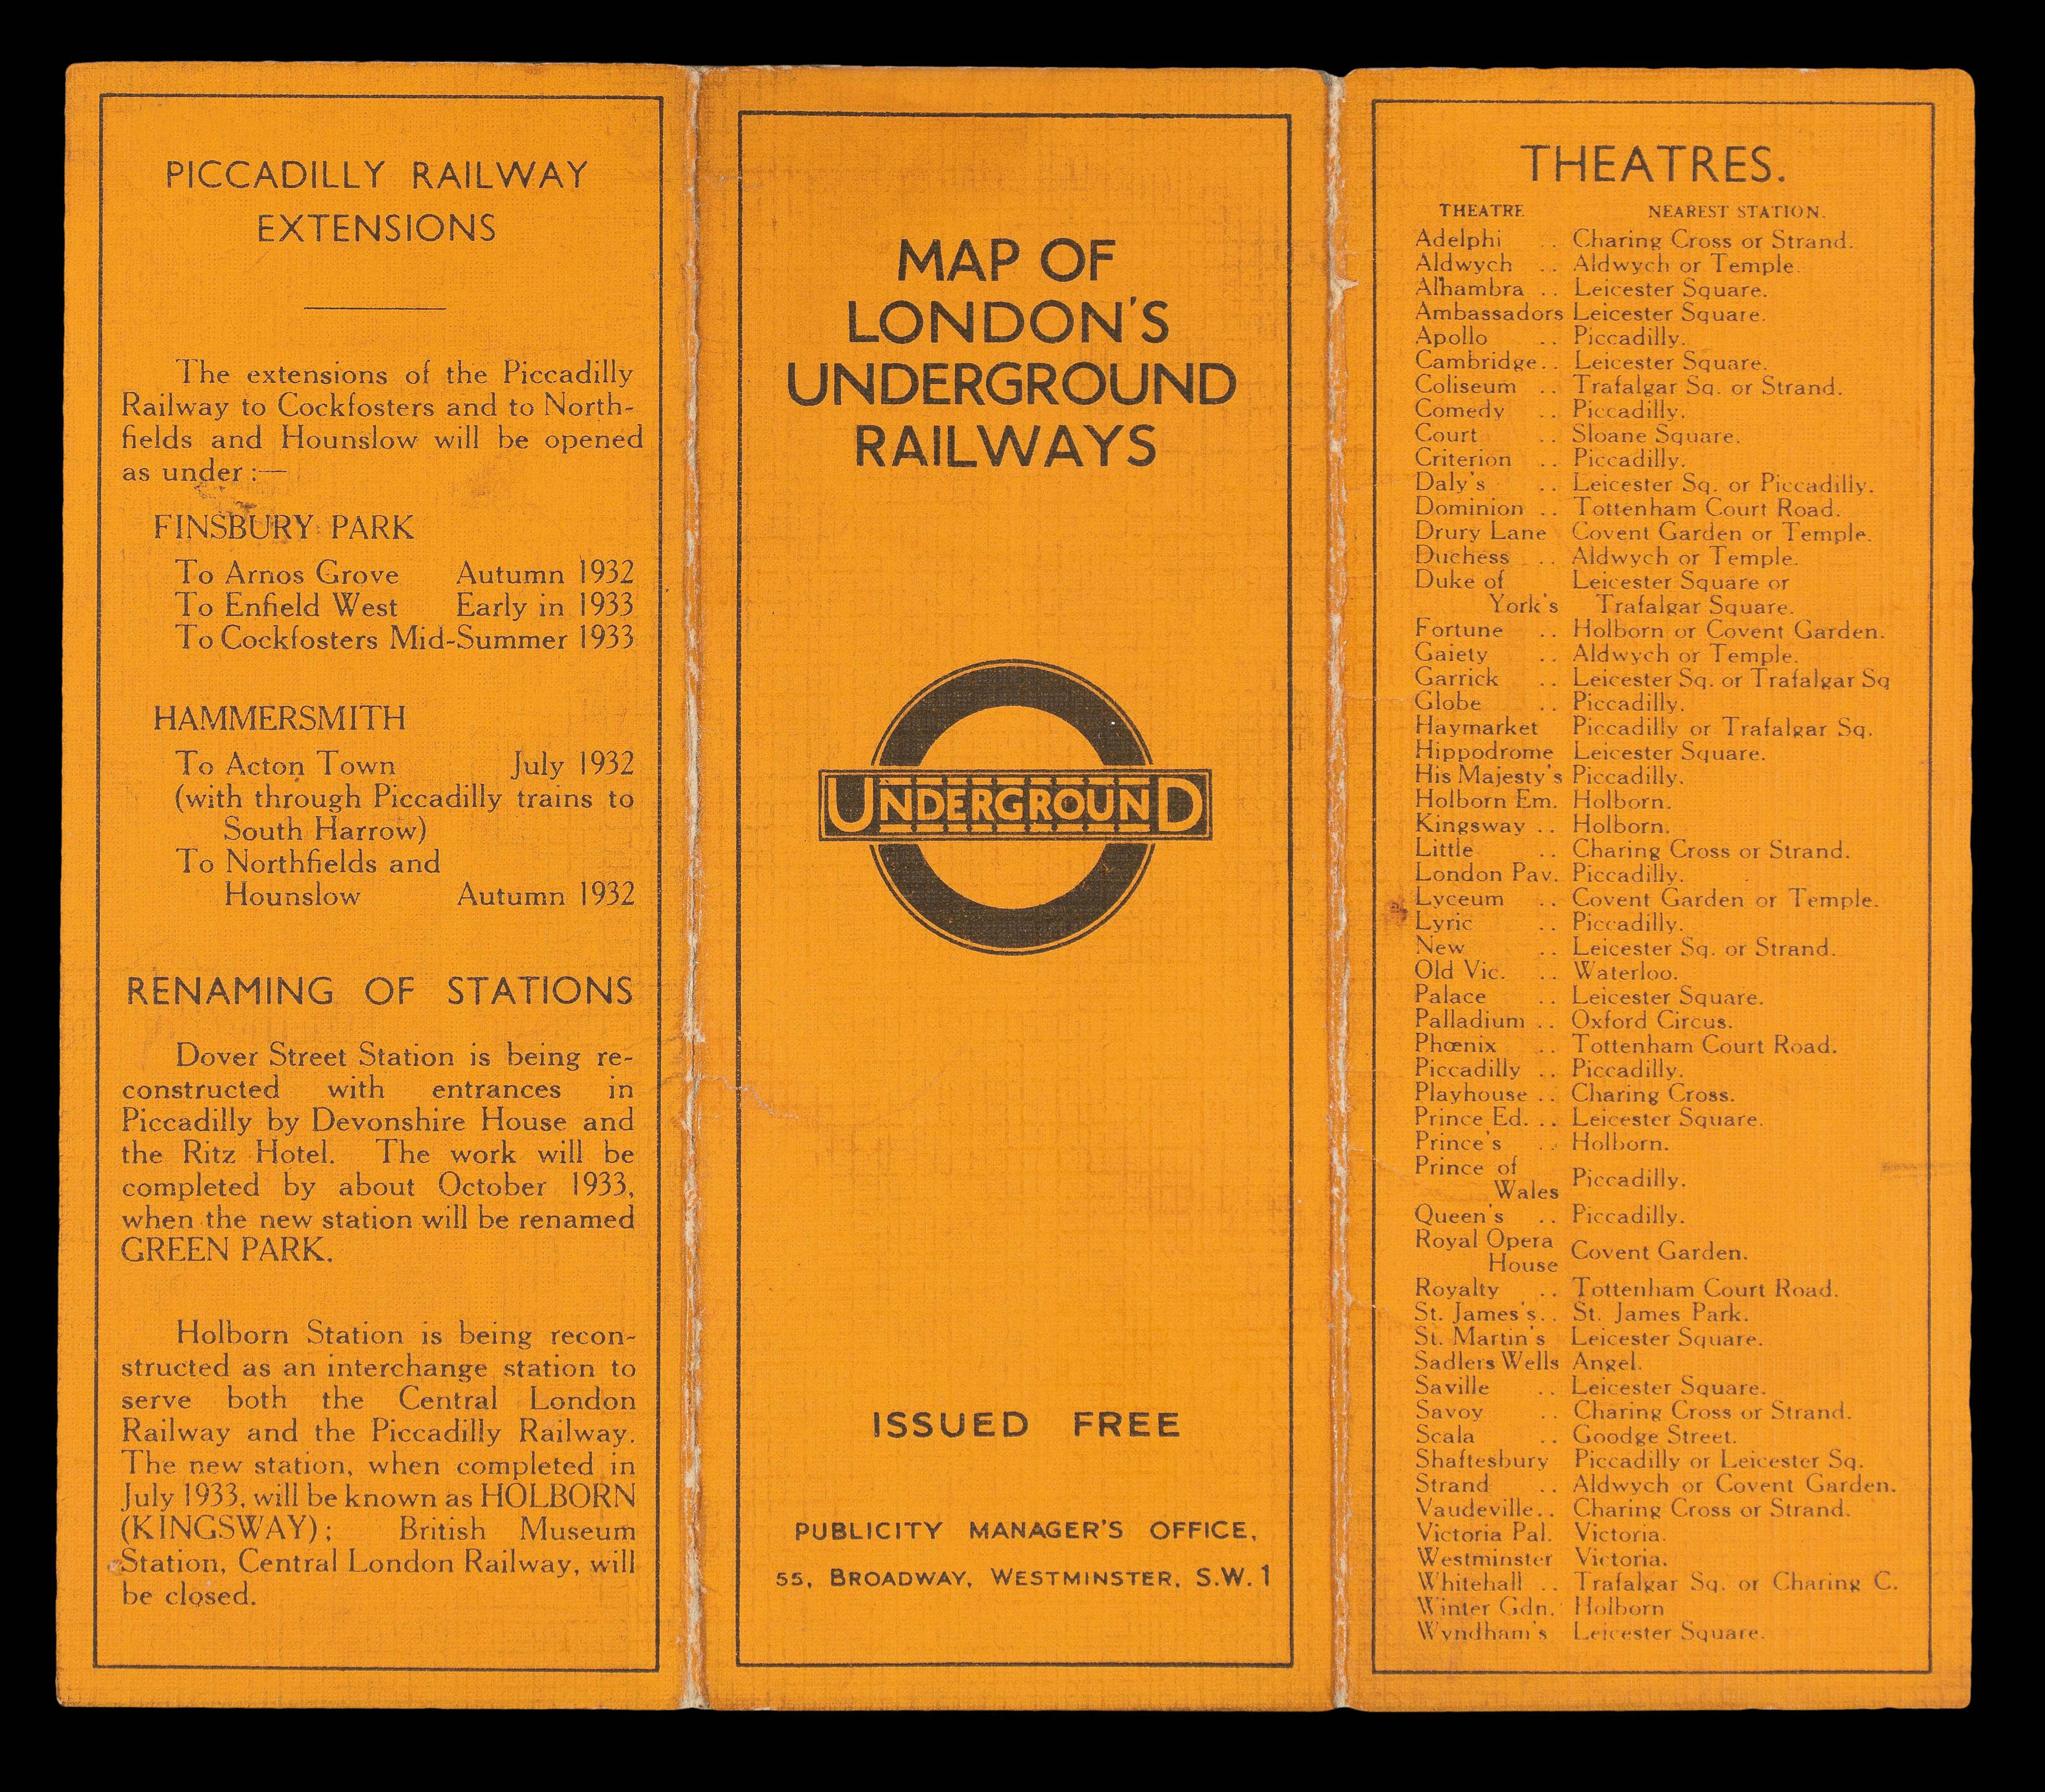 PICCADILLY RAILWAY
EXTENSIONS
The extensions of the Piccadilly
Railway to Cockfosters and to North-
fields and Hounslow will be opened
as under :—
FINSBURY PARK
To Arnos Grove Autumn 1932
To Enfield West Early in 1933
To Cockfosters Mid-Summer 1933
HAMMERSMITH
To Acton Town July 1932
(with through Piccadilly trains to
South Harrow)
To Northfields and
Hounslow Autumn 1932
RENAMING OF STATIONS
Dover Street Station is being re-
constructed with entrances in
Piccadilly by Devonshire House and
the Ritz Hotel. The work will be
completed by about October 1933,
when the new station will be renamed
GREEN PARK.
Holborn Station is being recon-
structed as an interchange station to
serve both the Central London
Railway and the Piccadilly Railway.
The new station, when completed in
July 1933, will be known as HOLBORN
(KINGSWAY); British Museum
Station, Central London Railway, will
be closed.
MAP OF
LONDON'S
UNDERGROUND
RAILWAYS
UNDERGROUND
ISSUED FREE
PUBLICITY MANAGER'S OFFICE,
55, BROADWAY, WESTMINSTER, S.W.1
THEATRES.
THEATRE NEAREST STATION.
Adelphi .. Charing Cross or Strand.
Aldwych .. Aldwych or Temple.
Alhambra .. Leicester Square.
Ambassadors Leicester Square.
Apollo .. Piccadilly.
Cambridge .. Leicester Square.
Coliseum .. Trafalgar Sq. or Strand.
Comedy .. Piccadilly.
Court .. Sloane Square.
Criterion .. Piccadilly.
Daly's .. Leicester Sq. or Piccadilly.
Dominion .. Tottenham Court Road.
Drury Lane Covent Garden or Temple.
Duchess .. Aldwych or Temple.
Duke of Leicester Square or
York's Trafalgar Square.
Fortune .. Holborn or Covent Garden.
Gaiety .. Aldwych or Temple.
Garrick .. Leicester Sq. or Trafalgar Sq
Globe .. Piccadilly.
Haymarket Piccadilly or Trafalgar Sq.
Hippodrome Leicester Square.
His Majesty's Piccadilly.
Holborn Em. Holborn.
Kingsway .. Holborn.
Little .. Charing Cross or Strand.
London Pav. Piccadilly.
Lyceum .. Covent Garden or Temple.
Lyric .. Piccadilly.
New .. Leicester Sq. or Strand.
Old Vic. .. Waterloo.
Palace .. Leicester Square.
Palladium .. Oxford Circus.
Phœnix .. Tottenham Court Road.
Piccadilly .. Piccadilly.
Playhouse .. Charing Cross.
Prince Ed. .. Leicester Square.
Prince's .. Holborn.
Prince of
Wales Piccadilly.
Queen's .. Piccadilly.
Royal Opera
House Covent Garden.
Royalty .. Tottenham Court Road.
St. James's .. St. James Park.
St. Martin's Leicester Square.
Sadlers Wells Angel.
Saville .. Leicester Square.
Savoy .. Charing Cross or Strand.
Scala .. Goodge Street.
Shaftesbury Piccadilly or Leicester Sq.
Strand .. Aldwych or Covent Garden.
Vaudeville .. Charing Cross or Strand.
Victoria Pal. Victoria.
Westminster Victoria.
Whitehall .. Trafalgar Sq. or Charing C.
Winter Gdn. Holborn
Wyndham's Leicester Square.